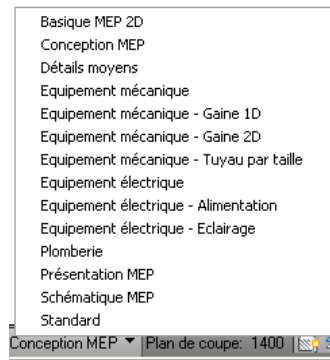 Basique MEP 2D
Conception MEP
Détails moyens
Equipement mécanique
Equipement mécanique - Gaine 1D
Equipement mécanique - Gaine 2D
Equipement mécanique - Tuyau par taille
Equipement électrique
Equipement électrique - Alimentation
Equipement électrique - Eclairage
Plomberie
Présentation MEP
Schématique MEP
Standard
Conception MEP Plan de coupe: 1400